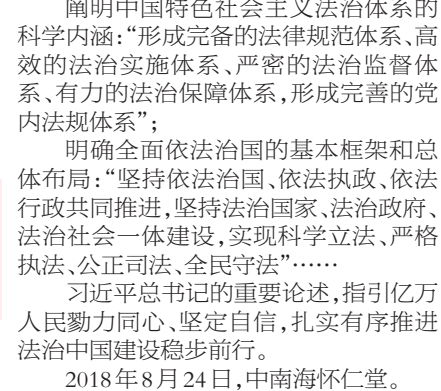 阐明中国特色社会主义法治体系的
科学内涵:“形成完备的法律规范体系、高
效的法治实施体系、严密的法治监督体
系、有力的法治保障体系,形成完善的党
内法规体系”;
明确全面依法治国的基本框架和总
体布局:“坚持依法治国、依法执政、依法
行政共同推进,坚持法治国家、法治政府、
法治社会一体建设,实现科学立法、严格
执法、公正司法、全民守法”……
习近平总书记的重要论述,指引亿万
人民勠力同心、坚定自信,扎实有序推进
法治中国建设稳步前行。
2018年8月24日,中南海怀仁堂。